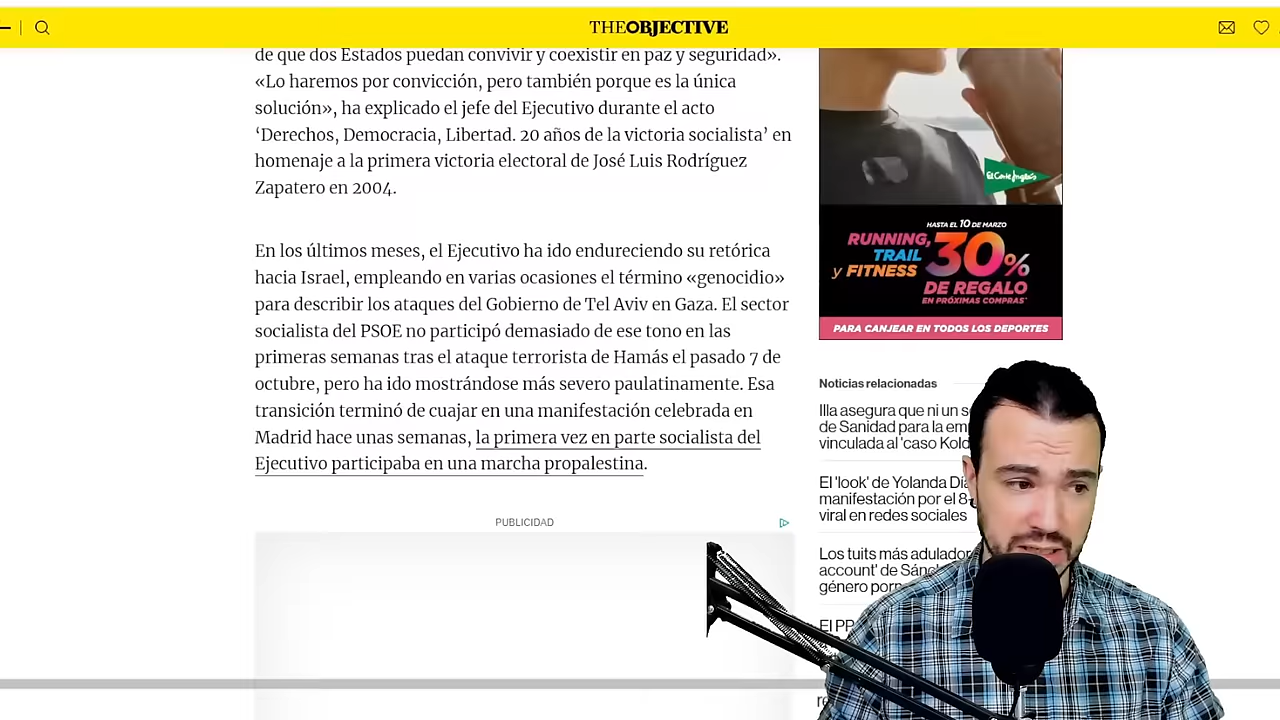 THEOBJECTIVE
de que dos Estados puedan convivir y coexistir en paz y seguridad».
«Lo haremos por convicción, pero también porque es la única
solución», ha explicado el jefe del Ejecutivo durante el acto
‘Derechos, Democracia, Libertad. 20 años de la victoria socialista’ en
homenaje a la primera victoria electoral de José Luis Rodríguez
Zapatero en 2004.
En los últimos meses, el Ejecutivo ha ido endureciendo su retórica
hacia Israel, empleando en varias ocasiones el término «genocidio»
para describir los ataques del Gobierno de Tel Aviv en Gaza. El sector
socialista del PSOE no participó demasiado de ese tono en las
primeras semanas tras el ataque terrorista de Hamás el pasado 7 de
octubre, pero ha ido mostrándose más severo paulatinamente. Esa
transición terminó de cuajar en una manifestación celebrada en
Madrid hace unas semanas, la primera vez en parte socialista del
Ejecutivo participaba en una marcha propalestina.
PUBLICIDAD
El Corte Inglés
HASTA EL 10 DE MARZO
RUNNING,
TRAIL
y FITNESS
30%
DE REGALO
EN PRÓXIMAS COMPRAS*
PARA CANJEAR EN TODOS LOS DEPORTES
Noticias relacionadas
Illa asegura que ni un
de Sanidad para la
vinculada al 'caso
El 'look' de Yolanda
manifestación por el
viral en redes sociales
Los tuits más
account' de
género
El PP